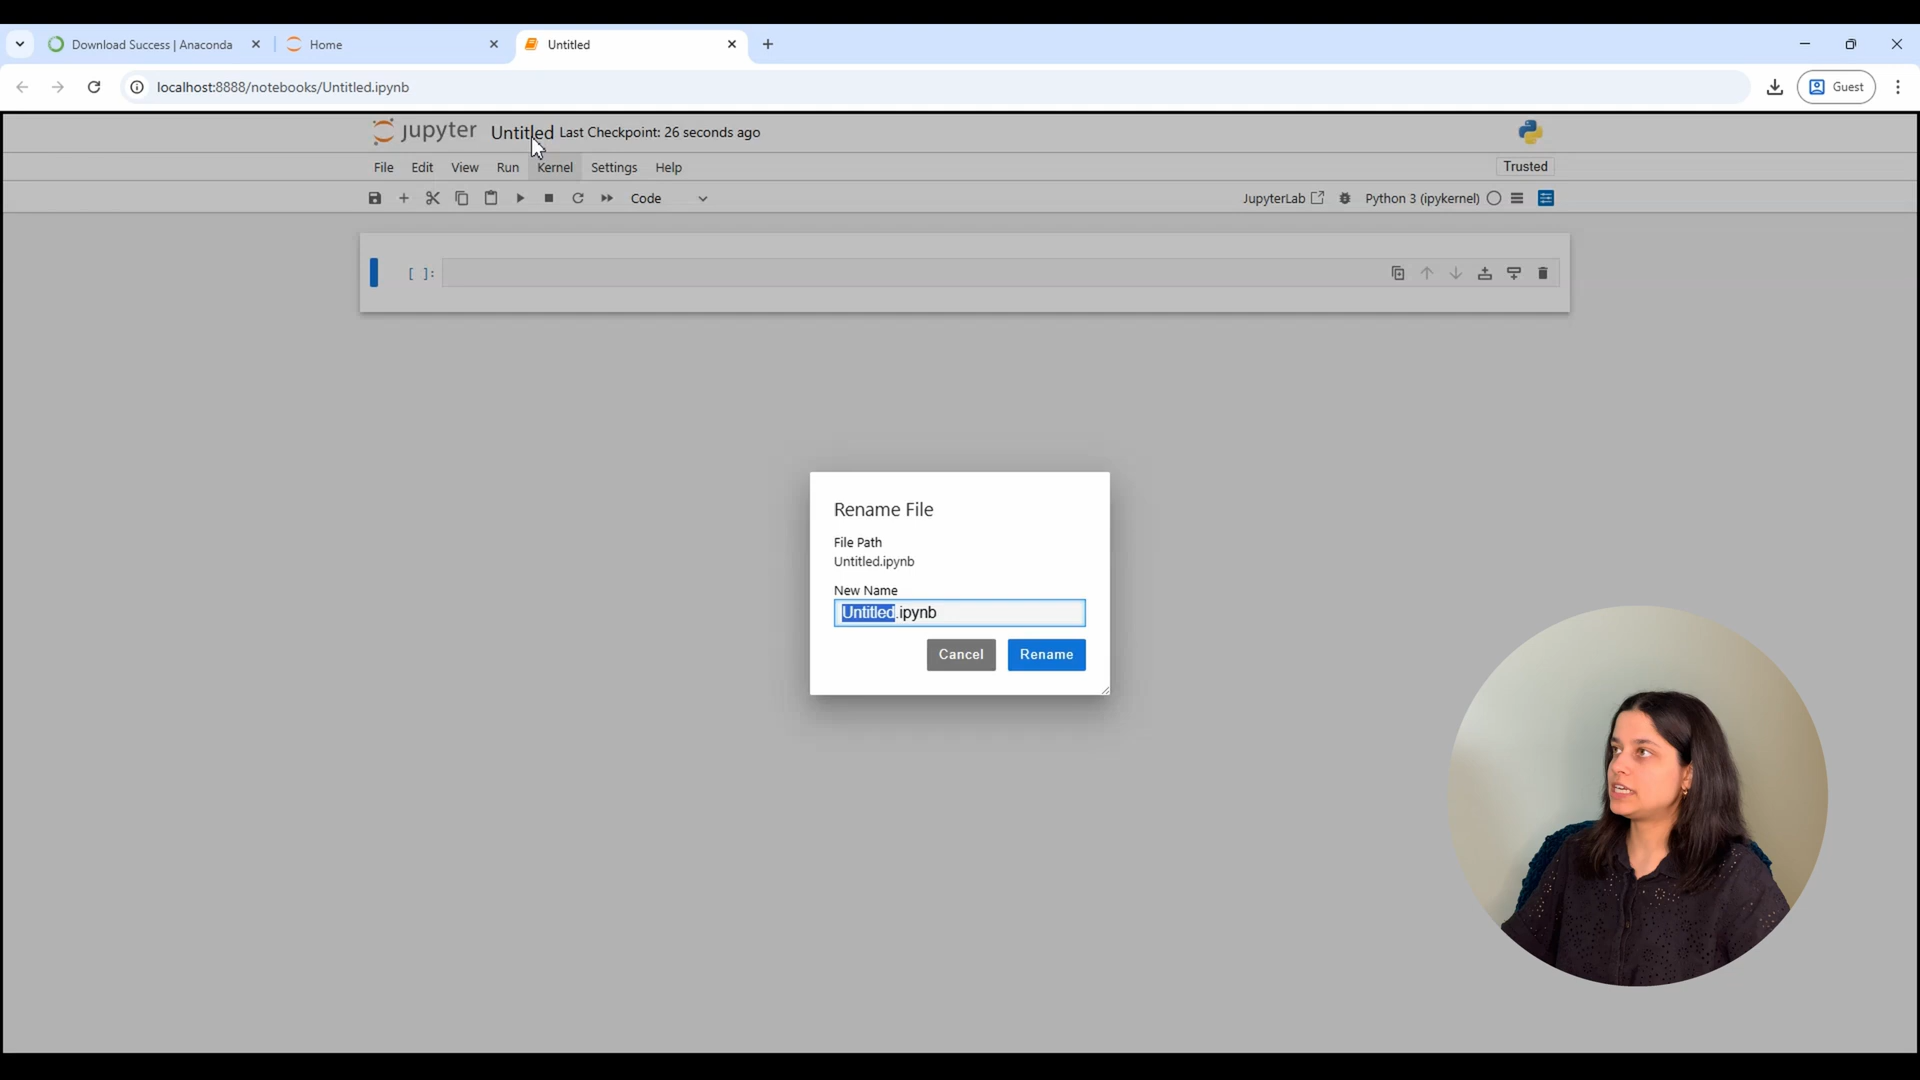 Download Success | Anaconda
Home
Untitled
localhost:8888/notebooks/Untitled.ipynb
Guest
jupyter Untitled Last Checkpoint: 26 seconds ago
File Edit View Run Kernel Settings Help
Trusted
Code
JupyterLab
Python 3 (ipykernel)
[ ]:
Rename File
File Path
Untitled.ipynb
New Name
Untitled.ipynb
Cancel
Rename